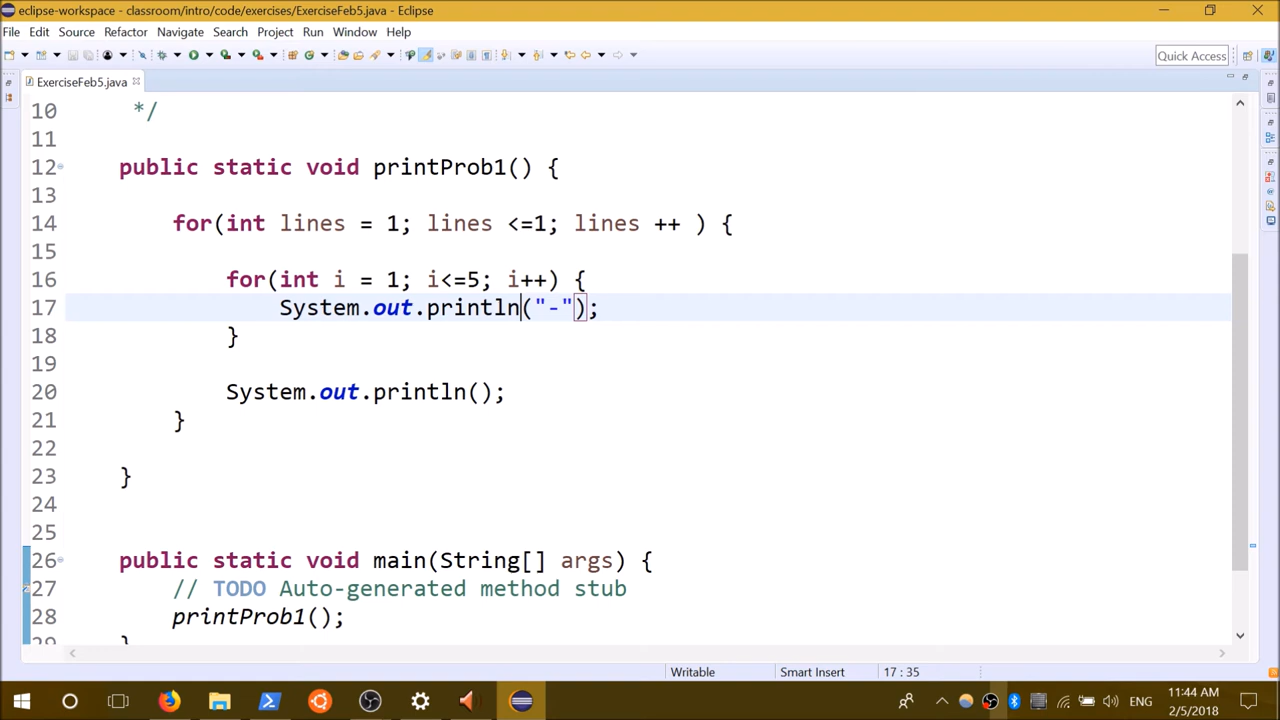 eclipse-workspace - classroom/intro/code/exercises/ExerciseFeb5.java - Eclipse
File Edit Source Refactor Navigate Search Project Run Window Help
Quick Access
ExerciseFeb5.java
10 */
11
12 public static void printProb1() {
13
14 for(int lines = 1; lines <=1; lines ++ ) {
15
16 for(int i = 1; i<=5; i++) {
17 System.out.println("-");
18 }
19
20 System.out.println();
21 }
22
23 }
24
25
26 public static void main(String[] args) {
27 // TODO Auto-generated method stub
28 printProb1();
29 }
Writable Smart Insert 17 : 35
ENG
11:44 AM
2/5/2018